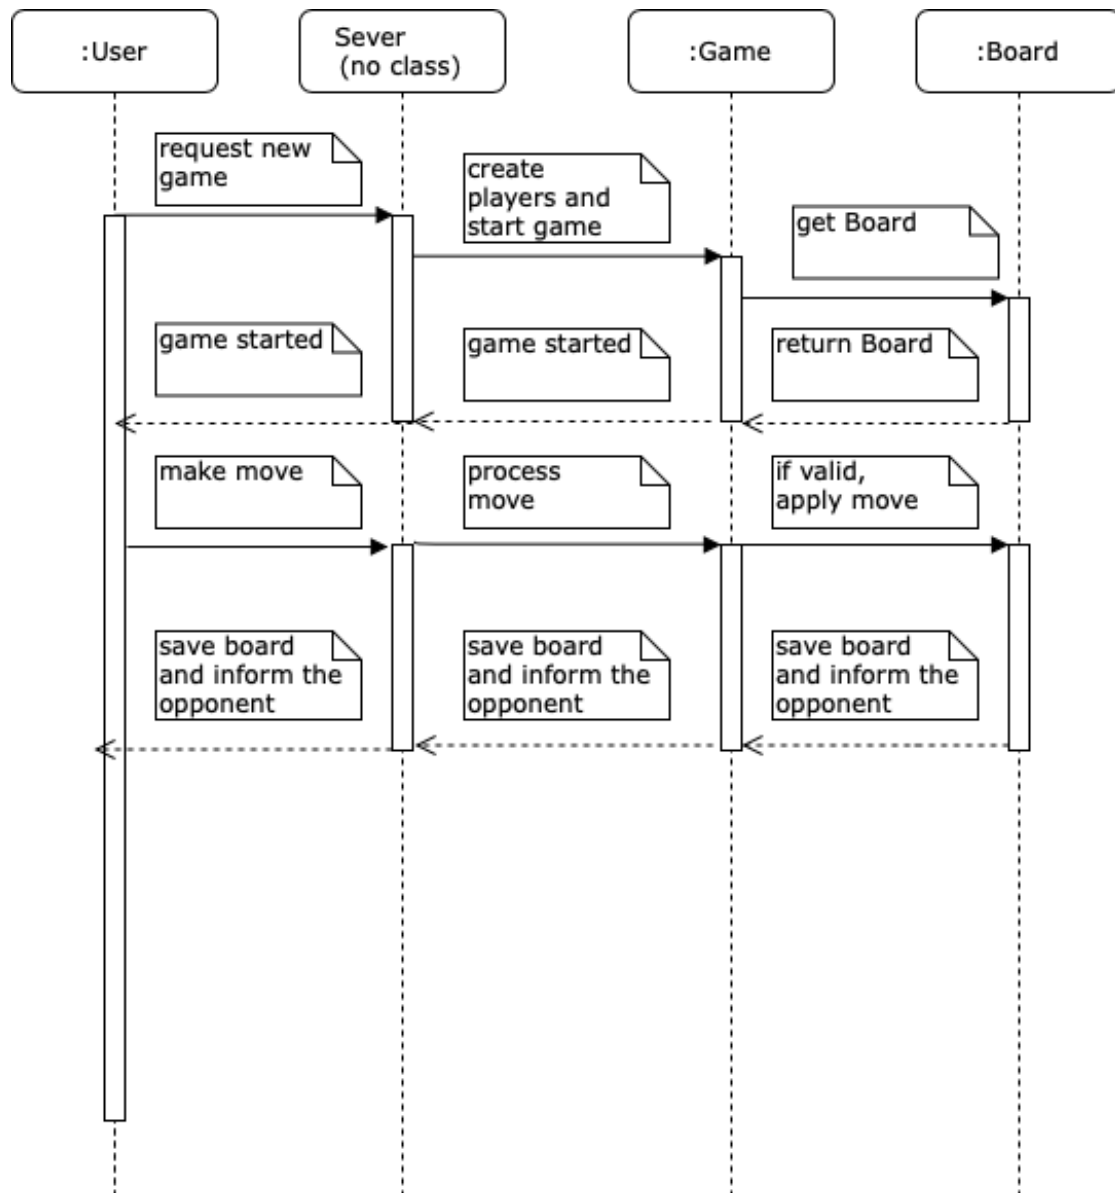 :User
Sever
(no class)
:Game
:Board
request new
game
create
players and
start game
get Board
game started
game started
return Board
make move
process
move
if valid,
apply move
save board
and inform the
opponent
save board
and inform the
opponent
save board
and inform the
opponent